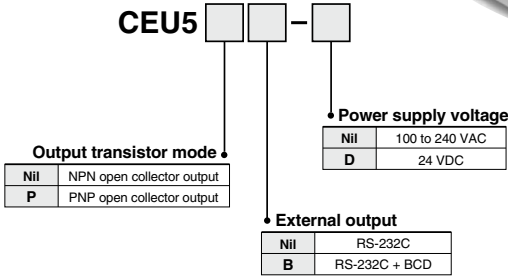 CEU5 -
Power supply voltage
Nil 100 to 240 VAC
D 24 VDC
Output transistor mode
Nil NPN open collector output
P PNP open collector output
External output
Nil RS-232C
B RS-232C + BCD